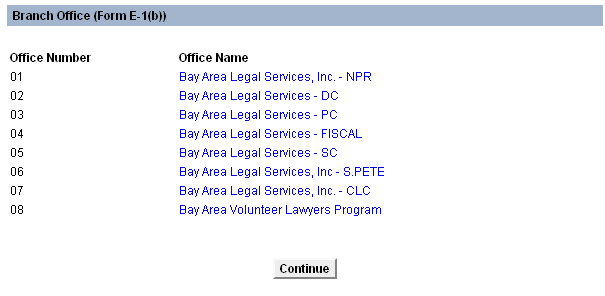 Branch Office (Form E-1(b))
Office Number Office Name
01 Bay Area Legal Services, Inc. - NPR
02 Bay Area Legal Services - DC
03 Bay Area Legal Services - PC
04 Bay Area Legal Services - FISCAL
05 Bay Area Legal Services - SC
06 Bay Area Legal Services, Inc - S.PETE
07 Bay Area Legal Services, Inc. - CLC
08 Bay Area Volunteer Lawyers Program
Continue